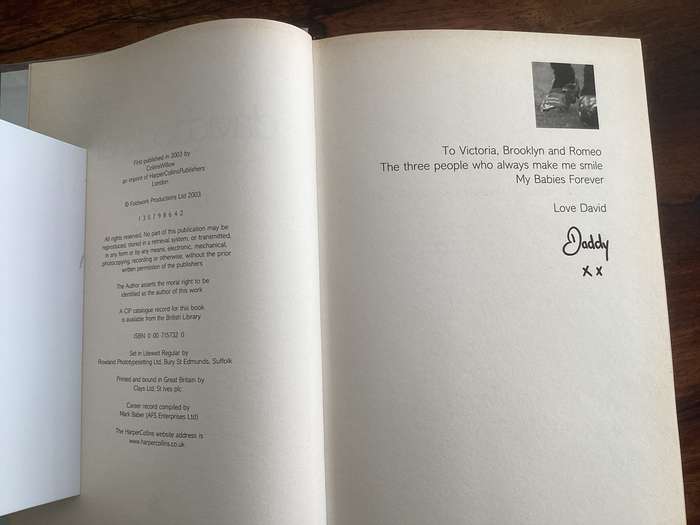 First published in 2003 by
CollinsWillow
an imprint of HarperCollinsPublishers
London
© Footwork Productions Ltd 2003
1 3 5 7 9 8 6 4 2
All rights reserved. No part of this publication may be
reproduced, stored in a retrieval system, or transmitted,
in any form or by any means, electronic, mechanical,
photocopying, recording or otherwise, without the prior
written permission of the publishers
The Author asserts the moral right to be
identified as the author of this work
A CIP catalogue record for this book
is available from the British Library
ISBN 0 00 715732 0
Set in Litewest Regular by
Rowland Phototypesetting Ltd, Bury St Edmunds, Suffolk
Printed and bound in Great Britain by
Clays Ltd, St Ives plc
Career record compiled by
Mark Baber (AFS Enterprises Ltd)
The HarperCollins website address is
www.harpercollins.co.uk
To Victoria, Brooklyn and Romeo
The three people who always make me smile
My Babies Forever
Love David
Daddy
x x